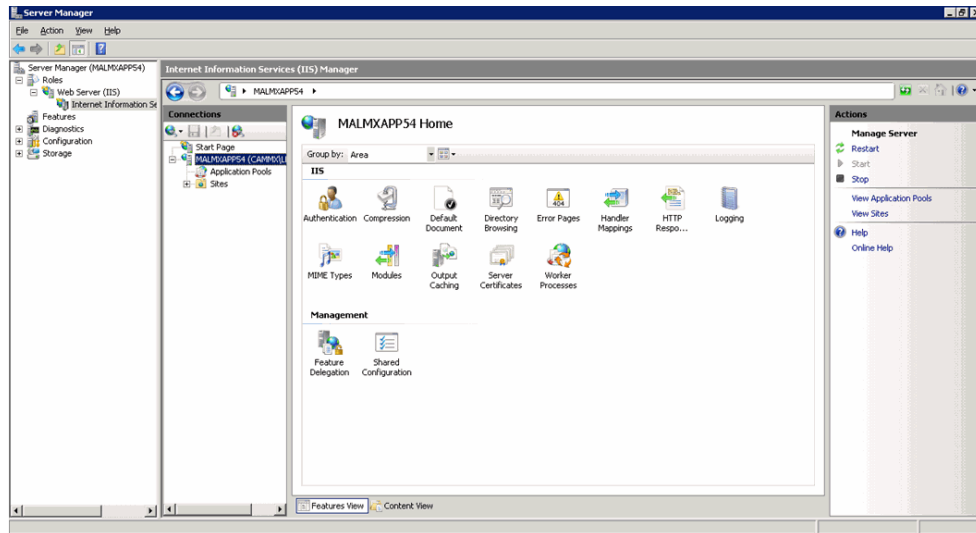 Server Manager
File Action View Help
Server Manager (MALMXAPP54)
Roles
Web Server (IIS)
Internet Information Se
Features
Diagnostics
Configuration
Storage
Internet Information Services (IIS) Manager
MALMXAPP54
Connections
Start Page
MALMXAPP54 (CAMMX\LI
Application Pools
Sites
MALMXAPP54 Home
Group by: Area
IIS
Authentication Compression Default Document Directory Browsing Error Pages Handler Mappings HTTP Respo... Logging
MIME Types Modules Output Caching Server Certificates Worker Processes
Management
Feature Delegation Shared Configuration
Features View Content View
Actions
Manage Server
Restart
Start
Stop
View Application Pools
View Sites
Help
Online Help